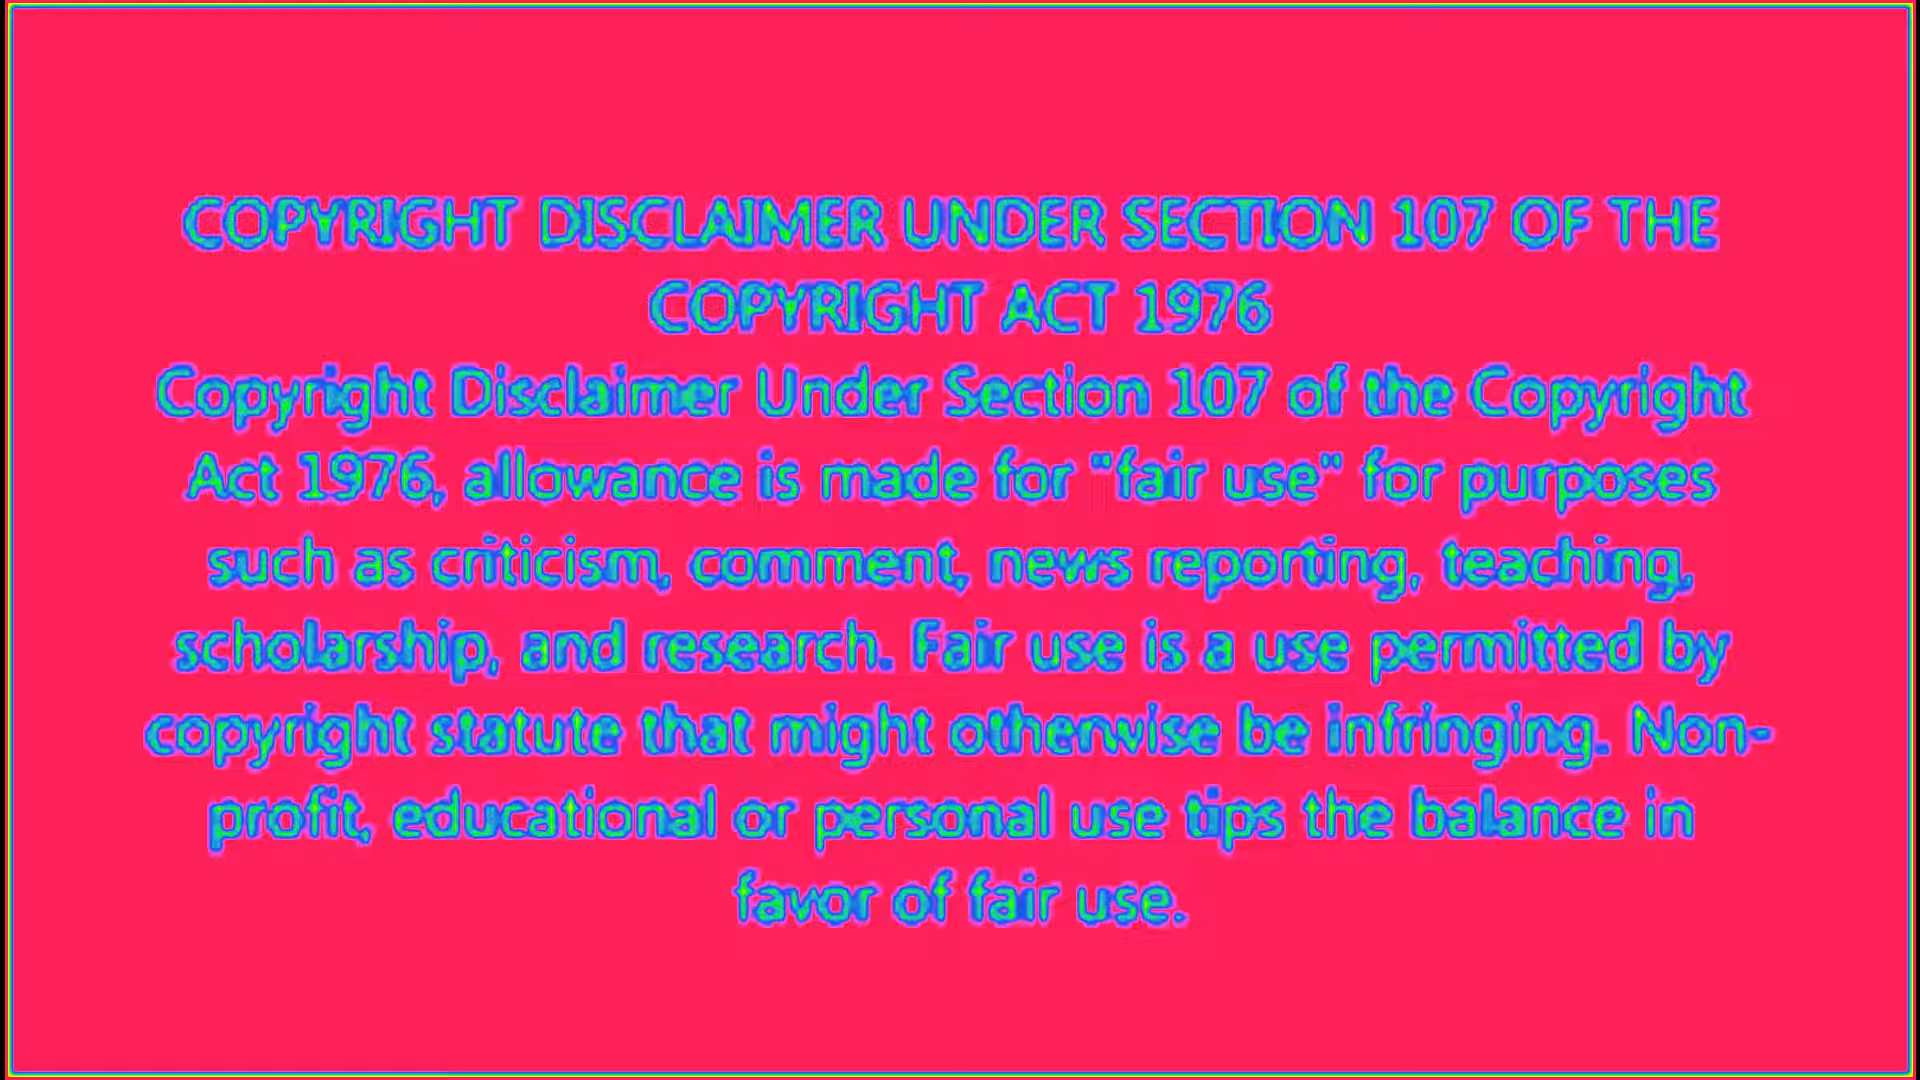 COPYRIGHT DISCLAIMER UNDER SECTION 107 OF THE
COPYRIGHT ACT 1976
Copyright Disclaimer Under Section 107 of the Copyright
Act 1976, allowance is made for "fair use" for purposes
such as criticism, comment, news reporting, teaching,
scholarship, and research. Fair use is a use permitted by
copyright statute that might otherwise be infringing. Non-
profit, educational or personal use tips the balance in
favor of fair use.